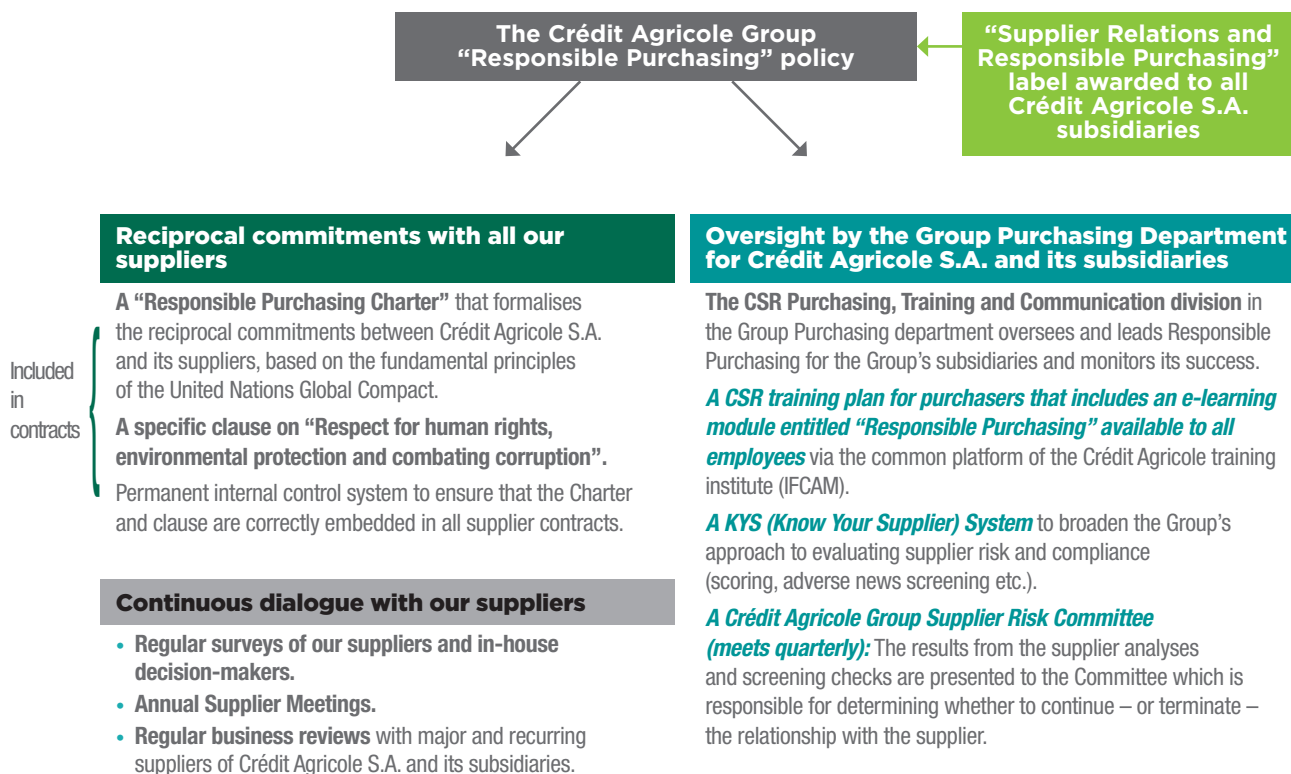 The Crédit Agricole Group
“Responsible Purchasing” policy
“Supplier Relations and
Responsible Purchasing”
label awarded to all
Crédit Agricole S.A.
subsidiaries
Reciprocal commitments with all our
suppliers
Included
in
contracts
A “Responsible Purchasing Charter” that formalises
the reciprocal commitments between Crédit Agricole S.A.
and its suppliers, based on the fundamental principles
of the United Nations Global Compact.
A specific clause on “Respect for human rights,
environmental protection and combating corruption”.
Permanent internal control system to ensure that the Charter
and clause are correctly embedded in all supplier contracts.
Continuous dialogue with our suppliers
• Regular surveys of our suppliers and in-house
decision-makers.
• Annual Supplier Meetings.
• Regular business reviews with major and recurring
suppliers of Crédit Agricole S.A. and its subsidiaries.
Oversight by the Group Purchasing Department
for Crédit Agricole S.A. and its subsidiaries
The CSR Purchasing, Training and Communication division in
the Group Purchasing department oversees and leads Responsible
Purchasing for the Group’s subsidiaries and monitors its success.
A CSR training plan for purchasers that includes an e-learning
module entitled “Responsible Purchasing” available to all
employees via the common platform of the Crédit Agricole training
institute (IFCAM).
A KYS (Know Your Supplier) System to broaden the Group’s
approach to evaluating supplier risk and compliance
(scoring, adverse news screening etc.).
A Crédit Agricole Group Supplier Risk Committee
(meets quarterly): The results from the supplier analyses
and screening checks are presented to the Committee which is
responsible for determining whether to continue – or terminate –
the relationship with the supplier.